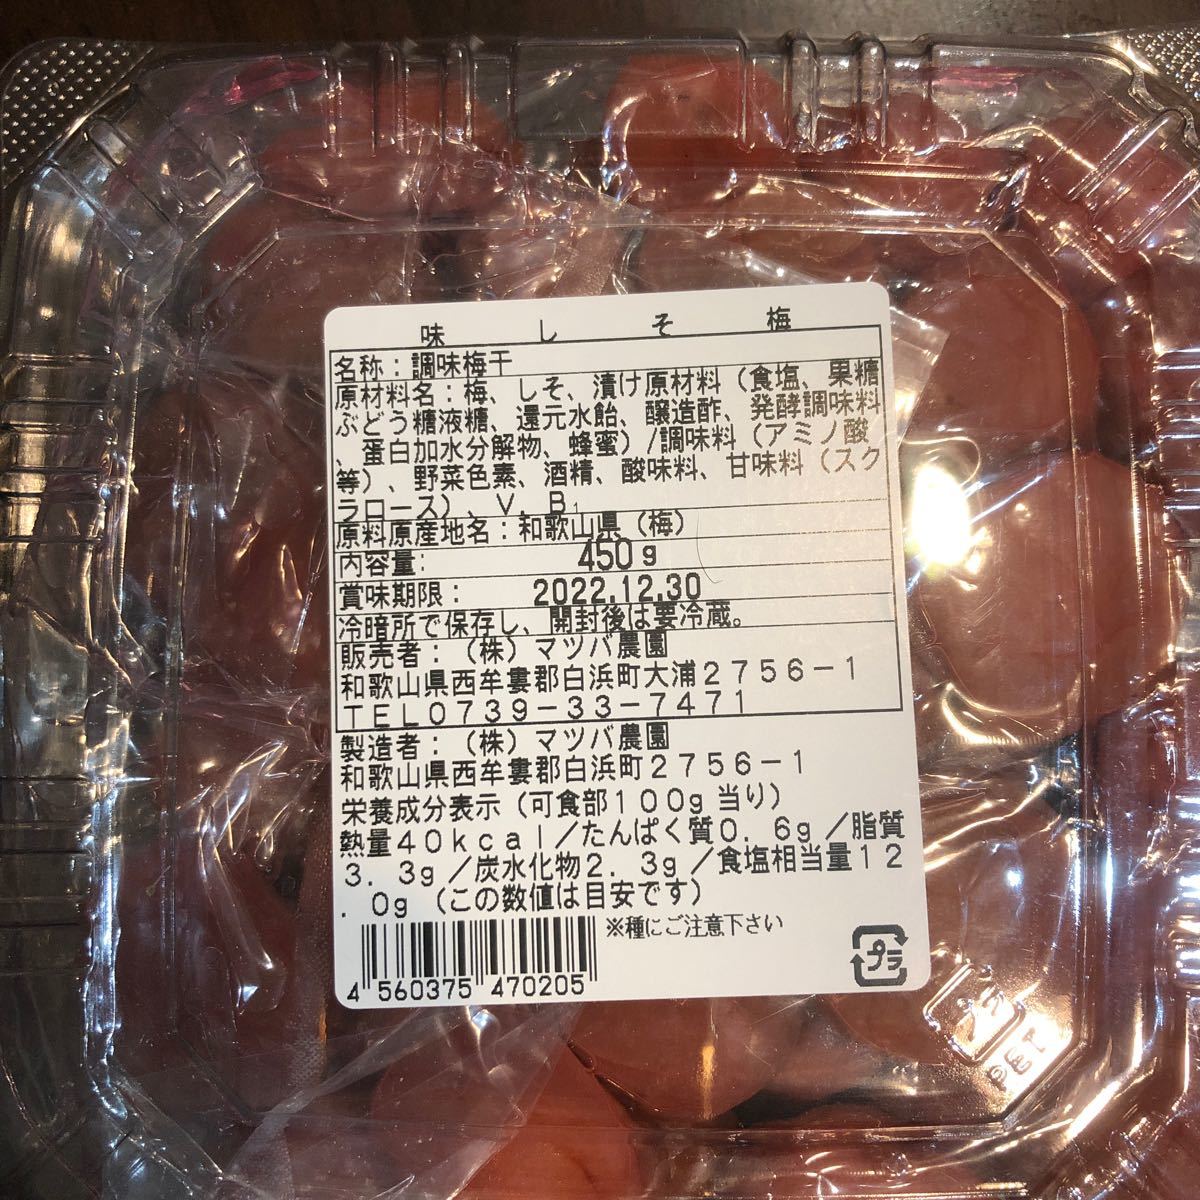 味しそ梅
名称：調味梅干
原材料名：梅、しそ、漬け原材料（食塩、果糖
ぶどう糖液糖、還元水飴、醸造酢、発酵調味料
、蛋白加水分解物、蜂蜜）/調味料（アミノ酸
等）、野菜色素、酒精、酸味料、甘味料（スク
ラロース）、V．B₁
原料原産地名：和歌山県（梅）
内容量：450g
賞味期限：2022.12.30
冷暗所で保存し、開封後は要冷蔵。
販売者：（株）マツバ農園
和歌山県西牟婁郡白浜町大浦２７５６－１
ＴＥＬ０７３９－３３－７４７１
製造者：（株）マツバ農園
和歌山県西牟婁郡白浜町２７５６－１
栄養成分表示（可食部１００g 当り）
熱量４０ｋｃａｌ／たんぱく質０．６g／脂質
３．３g／炭水化物２．３g／食塩相当量１２
．０g（この数値は目安です）
※種にご注意下さい
4 560375 470205
プラ
PET